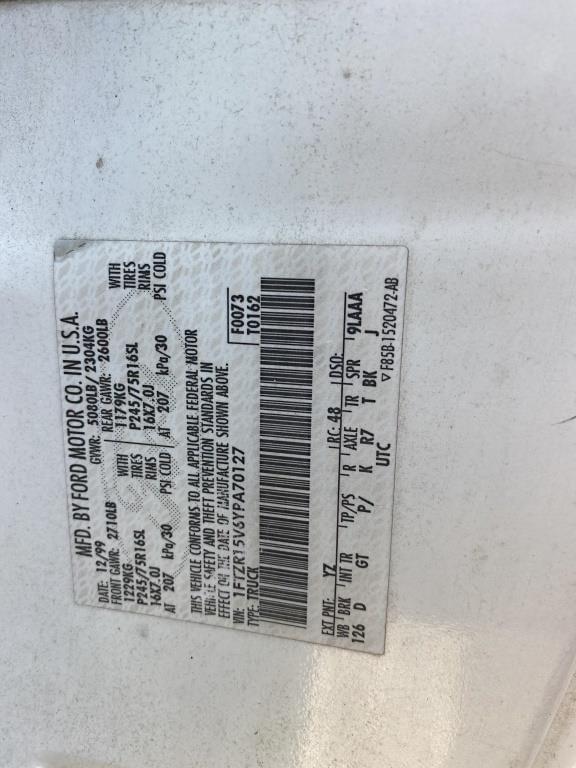 MFD. BY FORD MOTOR CO. IN U.S.A.
DATE: 12/99 GVWR: 5080LB/ 2304KG
FRONT GAWR: 2710LB REAR GAWR: 2600LB
1229KG WITH 1179KG WITH
P245/75R16SL TIRES P245/75R16SL TIRES
16X7.0J RIMS 16X7.0J RIMS
AT 207 kPa/30 PSI COLD AT 207 kPa/30 PSI COLD
THIS VEHICLE CONFORMS TO ALL APPLICABLE FEDERAL MOTOR
VEHICLE SAFETY AND THEFT PREVENTION STANDARDS IN
EFFECT ON THE DATE OF MANUFACTURE SHOWN ABOVE.
VIN: 1FTZR15V6YPA70127 F0073
TYPE: TRUCK T0162
EXT PNT: YZ RC: 48 DSO:
WB BRK INT TR TP/PS R AXLE TR SPR 9LAAA
126 D GT P/ K R7 T BK J
UTC ▽F85B-1520472-AB